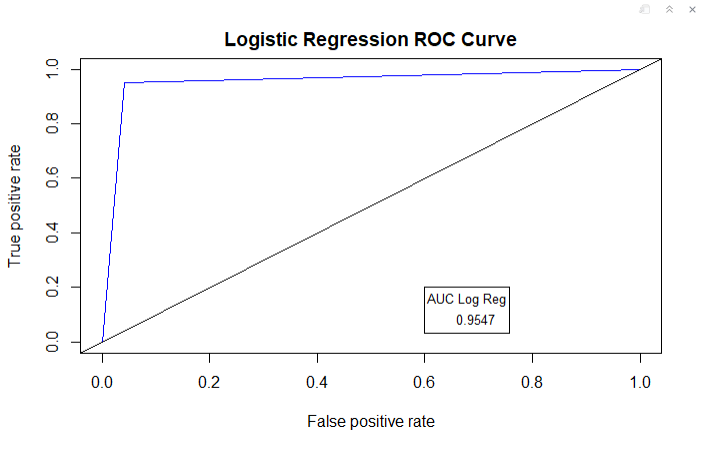 Logistic Regression ROC Curve
True positive rate
1.0
0.8
0.6
0.4
0.2
0.0
AUC Log Reg
0.9547
0.0 0.2 0.4 0.6 0.8 1.0
False positive rate